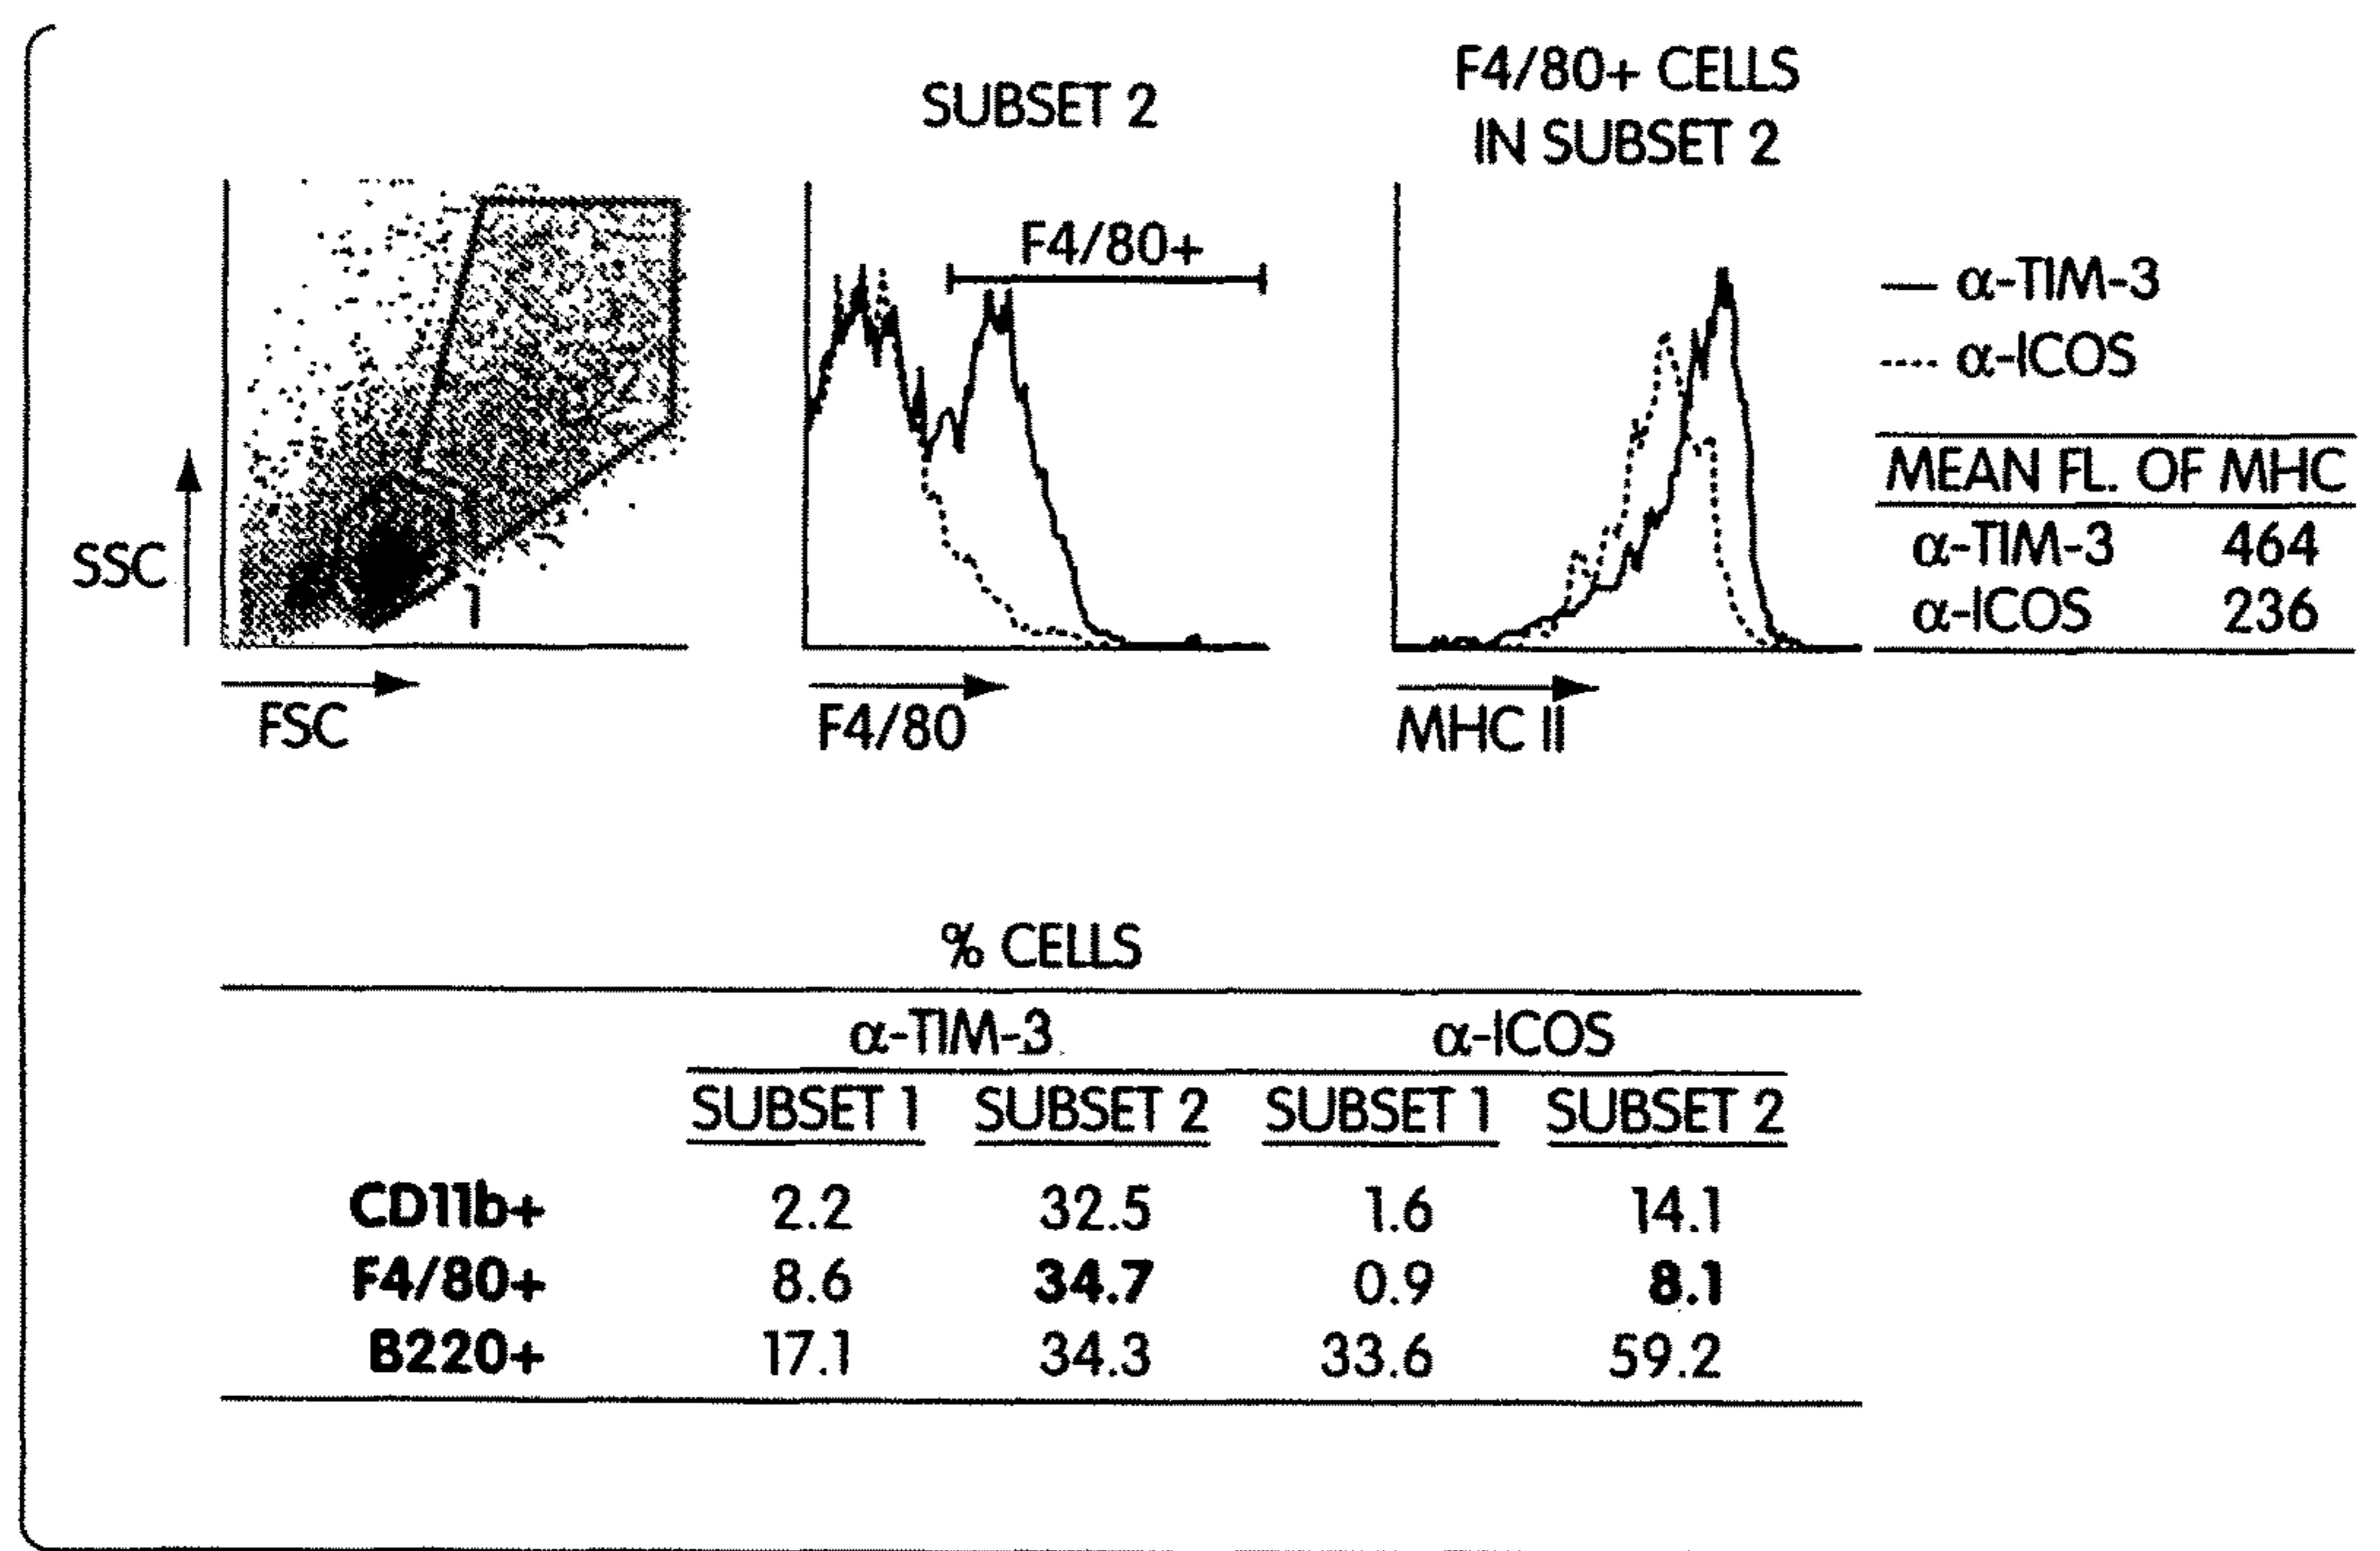 SUBSET 2
F4/80+ CELLS
IN SUBSET 2
F4/80+
SSC
1
FSC
F4/80
MHC II
α-TIM-3
α-ICOS
MEAN FL. OF MHC
α-TIM-3 464
α-ICOS 236
% CELLS
α-TIM-3 α-ICOS
SUBSET 1 SUBSET 2 SUBSET 1 SUBSET 2
CD11b+ 2.2 32.5 1.6 14.1
F4/80+ 8.6 34.7 0.9 8.1
B220+ 17.1 34.3 33.6 59.2